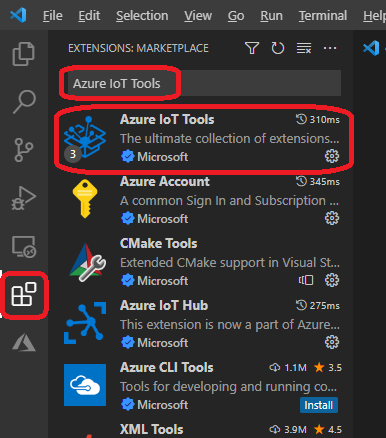 File Edit Selection View Go Run Terminal Hel
EXTENSIONS: MARKETPLACE
Azure IoT Tools
Azure IoT Tools 310ms
The ultimate collection of extensions...
3 Microsoft
Azure Account 345ms
A common Sign In and Subscription ...
Microsoft
CMake Tools
Extended CMake support in Visual St...
Microsoft
Azure IoT Hub 275ms
This extension is now a part of Azure...
Microsoft
Azure CLI Tools 1.1M 3.5
Tools for developing and running co...
Microsoft Install
XML Tools 3.9M 4.5